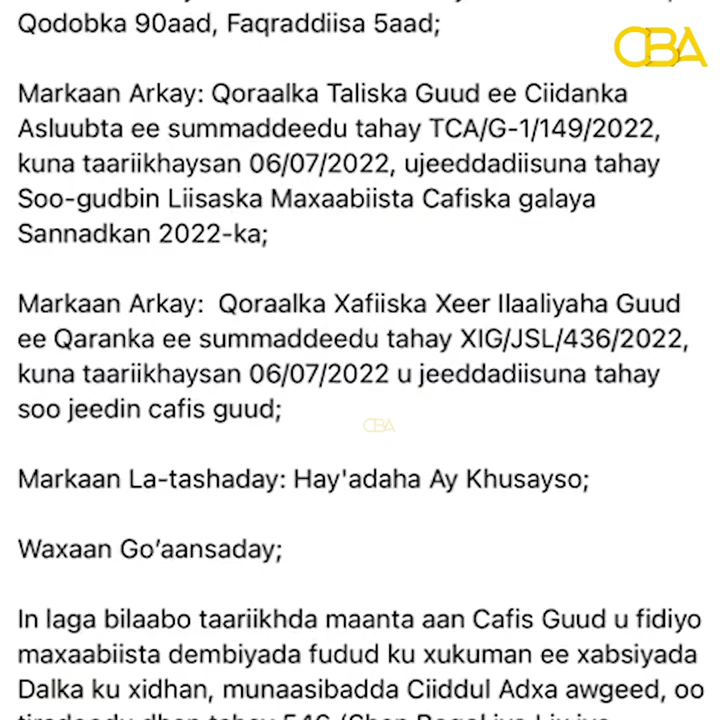 Qodobka 90aad, Faqraddiisa 5aad;
CBA
Markaan Arkay: Qoraalka Taliska Guud ee Ciidanka
Asluubta ee summaddeedu tahay TCA/G-1/149/2022,
kuna taariikhaysan 06/07/2022, ujeeddadiisuna tahay
Soo-gudbin Liisaska Maxaabiista Cafiska galaya
Sannadkan 2022-ka;
Markaan Arkay:  Qoraalka Xafiiska Xeer Ilaaliyaha Guud
ee Qaranka ee summaddeedu tahay XIG/JSL/436/2022,
kuna taariikhaysan 06/07/2022 u jeeddadiisuna tahay
soo jeedin cafis guud;
CBA
Markaan La-tashaday: Hay'adaha Ay Khusayso;
Waxaan Go’aansaday;
In laga bilaabo taariikhda maanta aan Cafis Guud u fidiyo
maxaabiista dembiyada fudud ku xukuman ee xabsiyada
Dalka ku xidhan, munaasibadda Ciiddul Adxa awgeed, oo